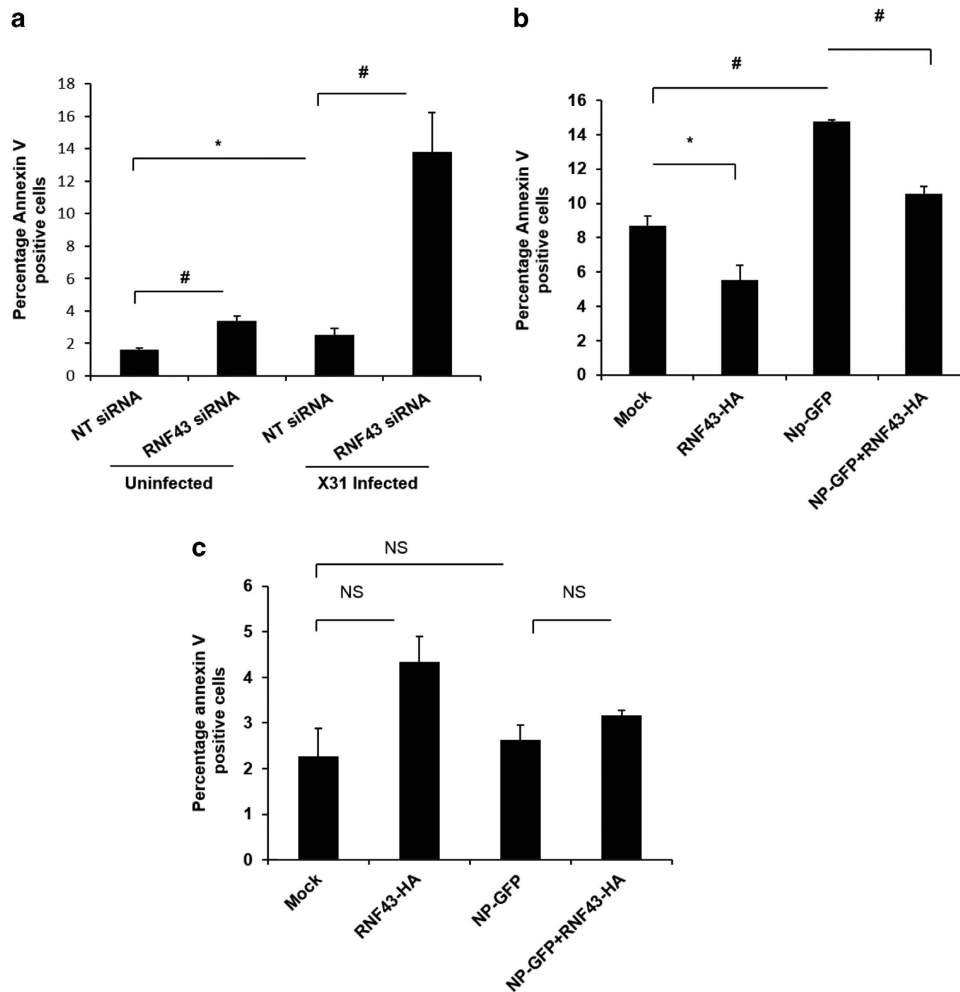 a
Percentage Annexin V
positive cells
18
16
14
12
10
8
6
4
2
0
#
*
#
NT siRNA
RNF43 siRNA
NT siRNA
RNF43 siRNA
Uninfected
X31 Infected
b
Percentage Annexin V
positive cells
16
14
12
10
8
6
4
2
0
#
#
*
Mock
RNF43-HA
Np-GFP
NP-GFP+RNF43-HA
c
Percentage annexin V
positive cells
6
5
4
3
2
1
0
NS
NS
NS
Mock
RNF43-HA
NP-GFP
NP-GFP+RNF43-HA